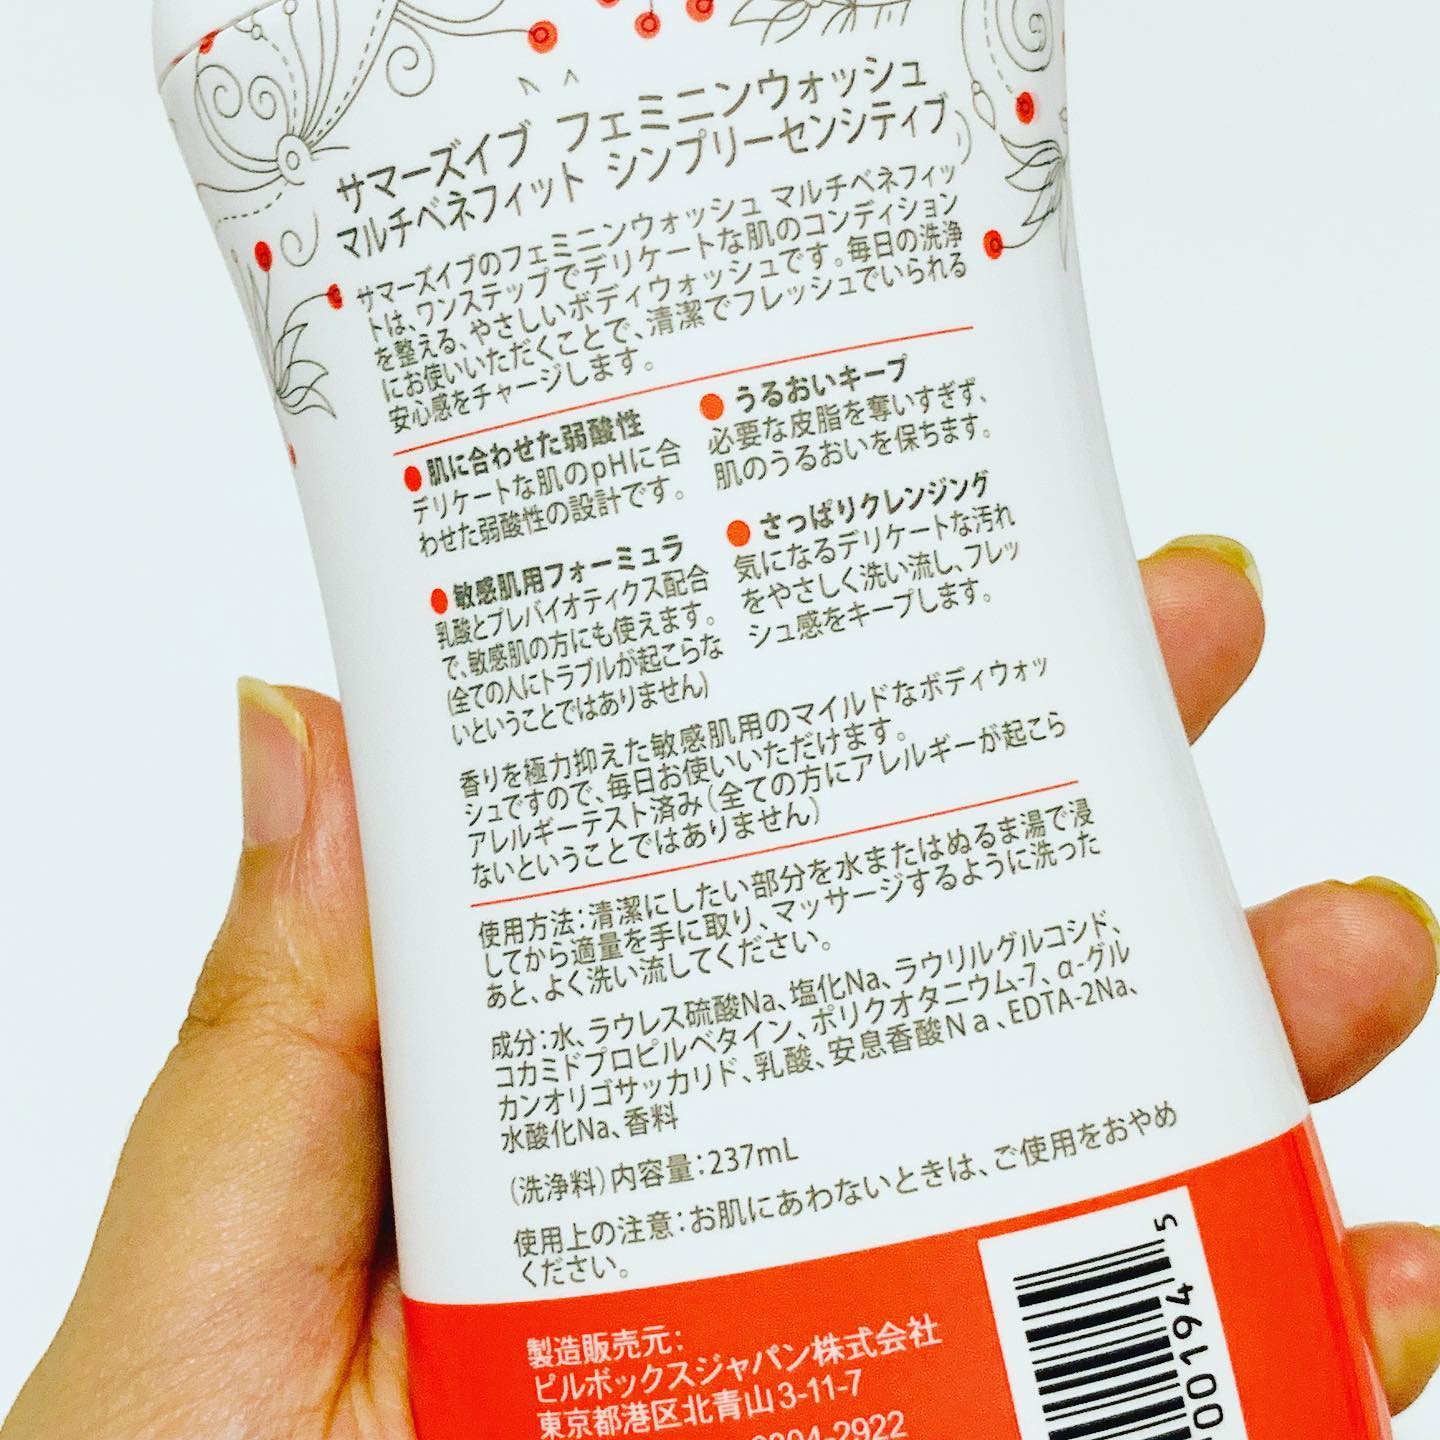 サマーズイブ フェミニンウォッシュ
マルチベネフィット シンプリーセンシティブ
サマーズイブのフェミニンウォッシュ マルチベネフィッ
トは、ワンステップでデリケートな肌のコンディション
を整える、やさしいボディウォッシュです。毎日の洗浄
にお使いいただくことで、清潔でフレッシュでいられる
安心感をチャージします。
●肌に合わせた弱酸性
デリケートな肌のpHに合
わせた弱酸性の設計です。
●敏感肌用フォーミュラ
乳酸とプレバイオティクス配合
で、敏感肌の方にも使えます。
(全ての人にトラブルが起こらな
いということではありません)
●うるおいキープ
必要な皮脂を奪いすぎず、
肌のうるおいを保ちます。
●さっぱりクレンジング
気になるデリケートな汚れ
をやさしく洗い流し、フレッ
シュ感をキープします。
香りを極力抑えた敏感肌用のマイルドなボディウォッ
シュですので、毎日お使いいただけます。
アレルギーテスト済み(全ての方にアレルギーが起こら
ないということではありません)
使用方法:清潔にしたい部分を水またはぬるま湯で浸
してから適量を手に取り、マッサージするように洗った
あと、よく洗い流してください。
成分:水、ラウレス硫酸Na、塩化Na、ラウリルグルコシド、
コカミドプロピルベタイン、ポリクオタニウム-7、α-グル
カンオリゴサッカリド、乳酸、安息香酸Na、EDTA-2Na、
水酸化Na、香料
(洗浄料)内容量:237mL
使用上の注意:お肌にあわないときは、ご使用をおやめ
ください。
製造販売元:
ピルボックスジャパン株式会社
東京都港区北青山3-11-7